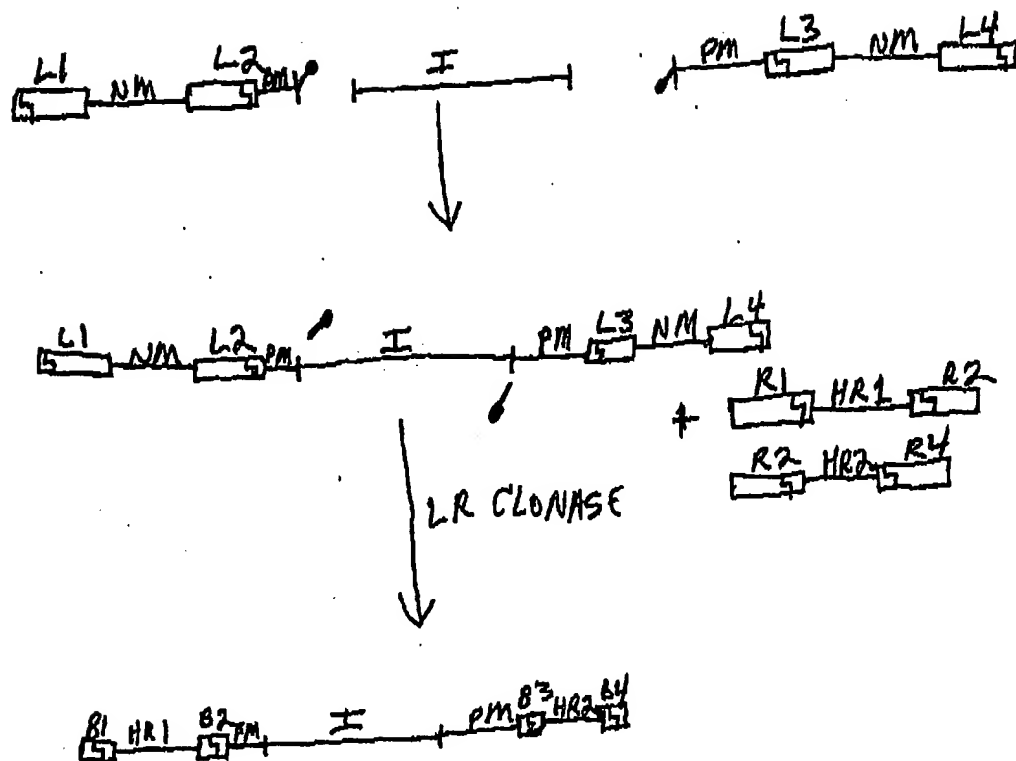 L1 NM L2 PM I PM L3 NM L4
L1 NM L2 PM I PM L3 NM L4
+ R1 HR1 R2
R2 HR2 R4
LR CLONASE
B1 HR1 B2 PM I PM B3 HR2 B4